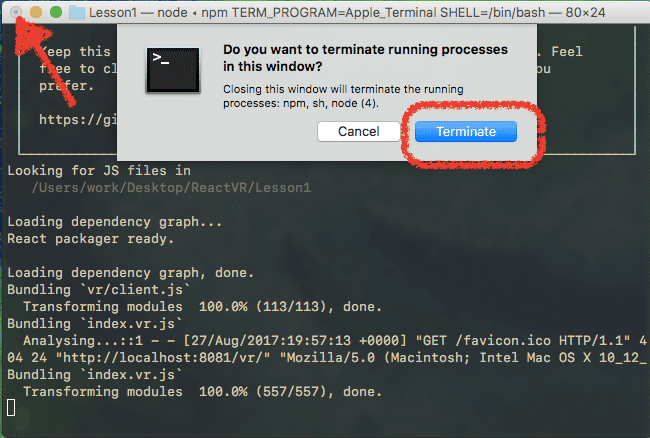 Lesson1 — node ◂ npm TERM_PROGRAM=Apple_Terminal SHELL=/bin/bash — 80×24
Keep this
. Feel
free to cl
ou
prefer.
https://gi
>_
Do you want to terminate running processes
in this window?
Closing this window will terminate the running
processes: npm, sh, node (4).
Cancel
Terminate
Looking for JS files in
/Users/work/Desktop/ReactVR/Lesson1
Loading dependency graph...
React packager ready.
Loading dependency graph, done.
Bundling `vr/client.js`
Transforming modules 100.0% (113/113), done.
Bundling `index.vr.js`
Analysing...::1 - - [27/Aug/2017:19:57:13 +0000] "GET /favicon.ico HTTP/1.1" 4
04 24 "http://localhost:8081/vr/" "Mozilla/5.0 (Macintosh; Intel Mac OS X 10_12_
Bundling `index.vr.js`
Transforming modules 100.0% (557/557), done.